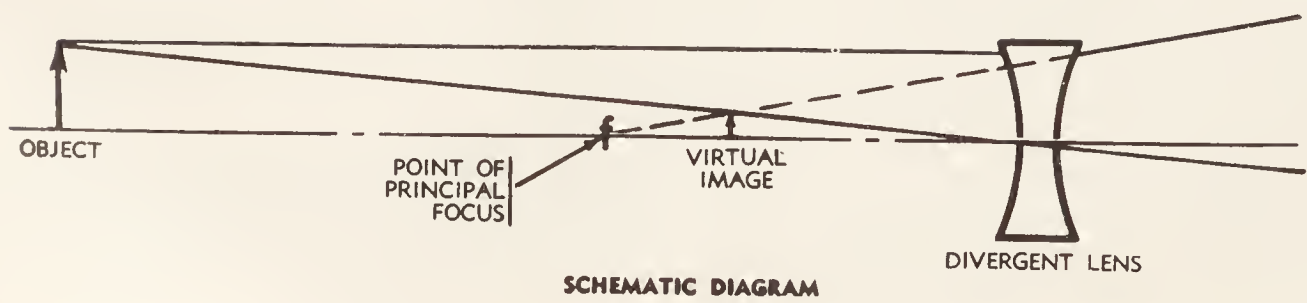 OBJECT
f
POINT OF
PRINCIPAL
FOCUS
VIRTUAL
IMAGE
DIVERGENT LENS
SCHEMATIC DIAGRAM